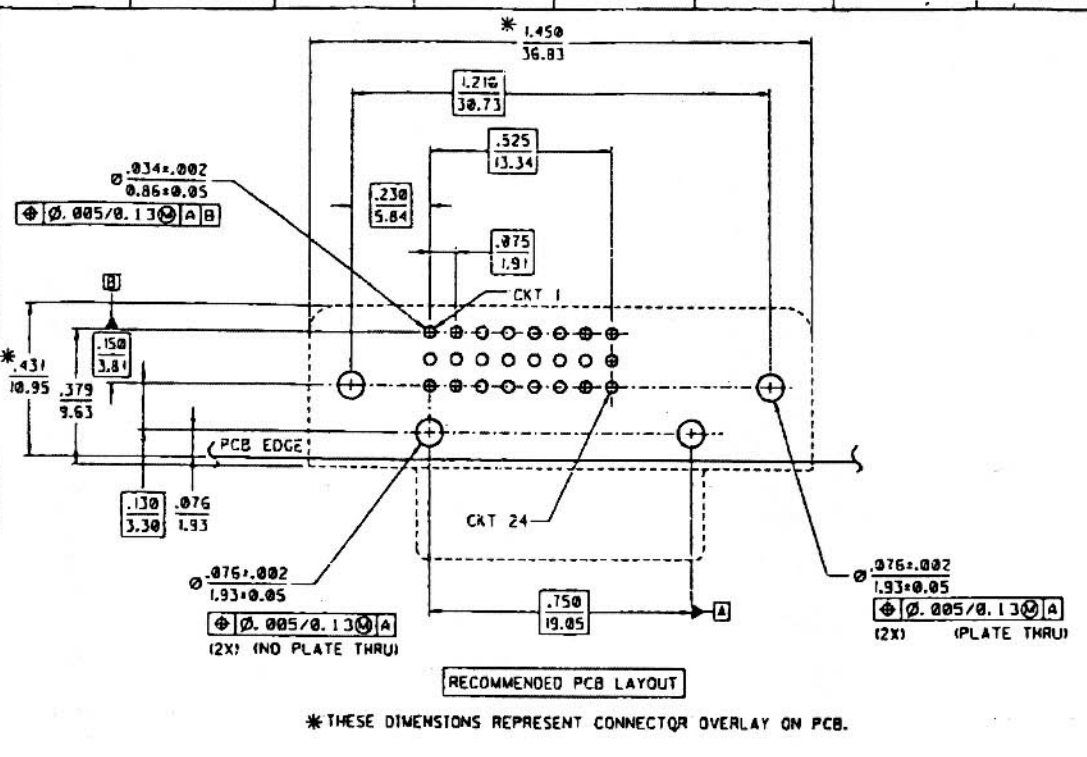 * 1.450
36.83
1.210
30.73
.525
13.34
Ø .034±.002
0.86±0.05
⌖ Ø.005/0.13Ⓜ A B
.230
5.84
.075
1.91
B
CKT 1
.150
3.81
* .431
10.95
.379
9.63
PCB EDGE
.130
3.30
.076
1.93
CKT 24
Ø .076±.002
1.93±0.05
⌖ Ø.005/0.13Ⓜ A
(2X) (NO PLATE THRU)
.750
19.05
A
Ø .076±.002
1.93±0.05
⌖ Ø.005/0.13Ⓜ A
(2X) (PLATE THRU)
RECOMMENDED PCB LAYOUT
* THESE DIMENSIONS REPRESENT CONNECTOR OVERLAY ON PCB.